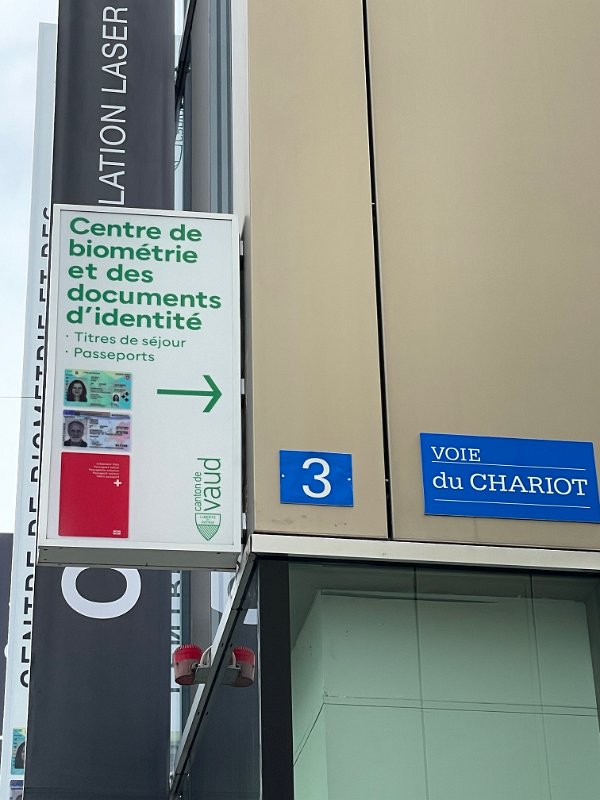 LATION LASER
Centre de
biométrie
et des
documents
d'identité
· Titres de séjour
· Passeports
canton de
vaud
3
VOIE
du CHARIOT
CENTRE DE BIOMÉTRIE ET DES